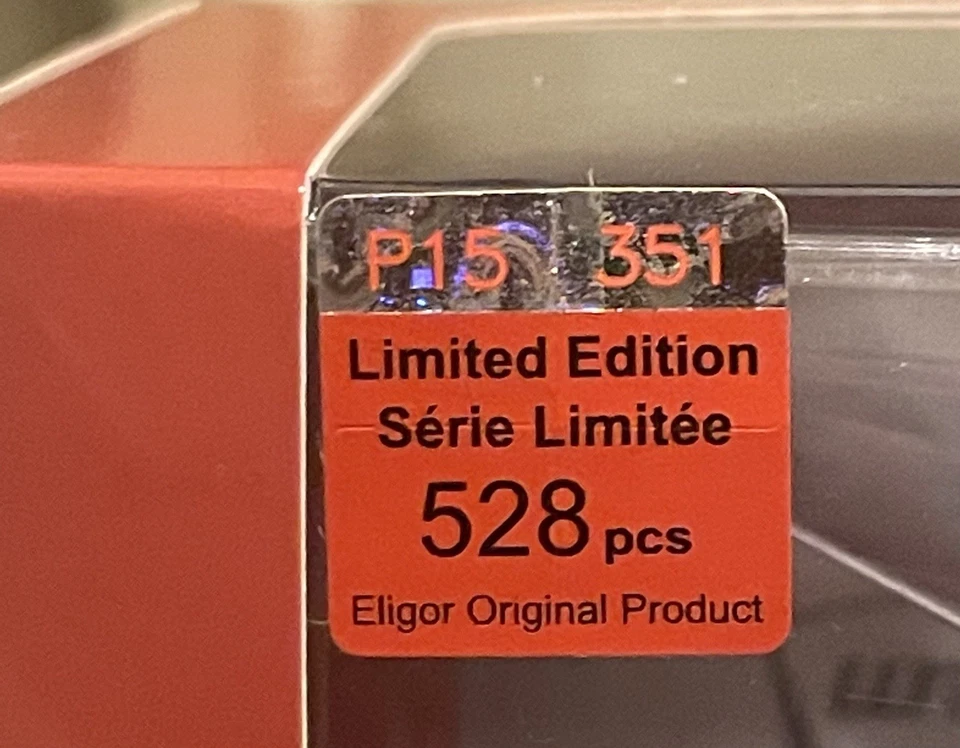 P15 351
Limited Edition
Série Limitée
528 pcs
Eligor Original Product